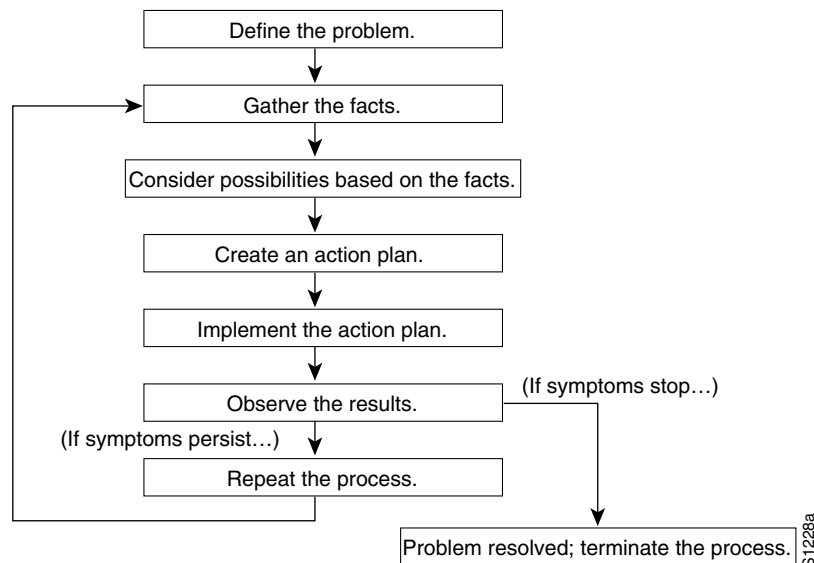 Define the problem.
Gather the facts.
Consider possibilities based on the facts.
Create an action plan.
Implement the action plan.
Observe the results.
(If symptoms stop…)
(If symptoms persist…)
Repeat the process.
Problem resolved; terminate the process.
S1228a